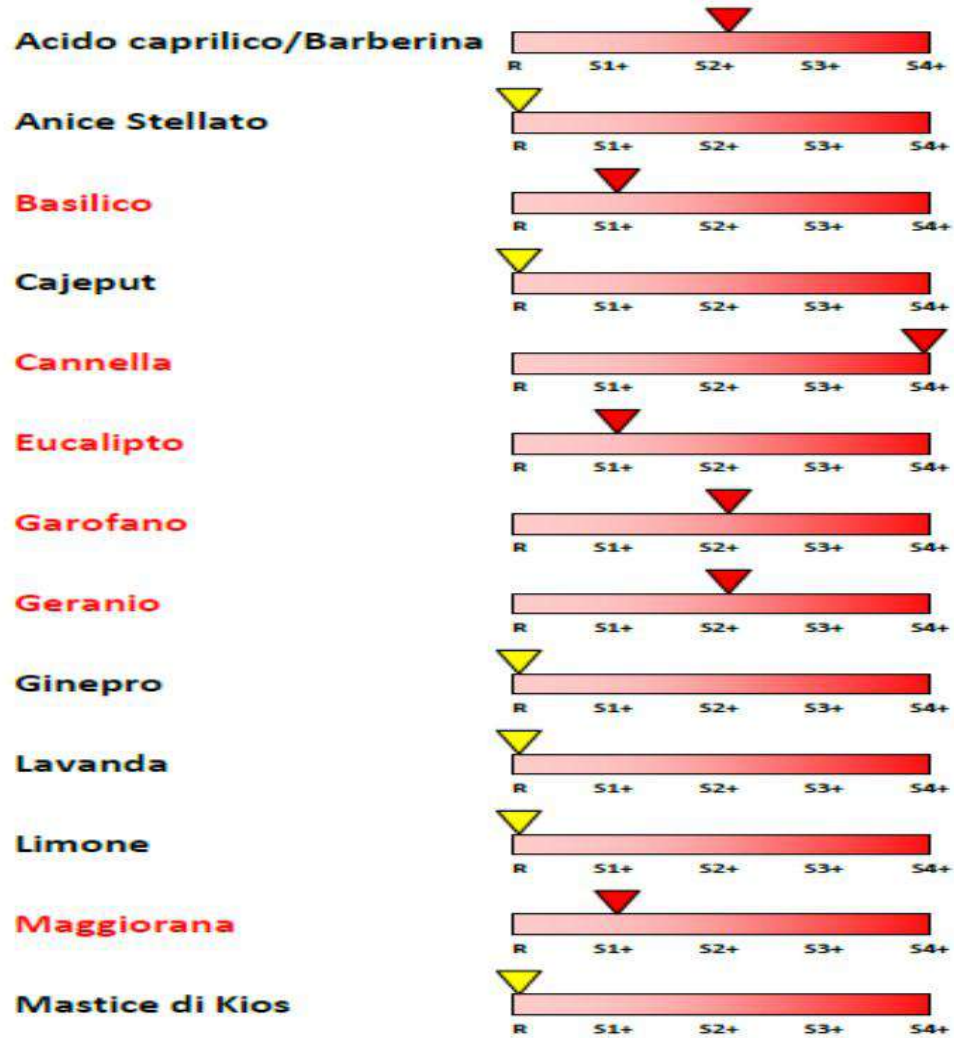 Acido caprilico/Barberina
R S1+ S2+ S3+ S4+
Anice Stellato
R S1+ S2+ S3+ S4+
Basilico
R S1+ S2+ S3+ S4+
Cajeput
R S1+ S2+ S3+ S4+
Cannella
R S1+ S2+ S3+ S4+
Eucalipto
R S1+ S2+ S3+ S4+
Garofano
R S1+ S2+ S3+ S4+
Geranio
R S1+ S2+ S3+ S4+
Ginepro
R S1+ S2+ S3+ S4+
Lavanda
R S1+ S2+ S3+ S4+
Limone
R S1+ S2+ S3+ S4+
Maggiorana
R S1+ S2+ S3+ S4+
Mastice di Kios
R S1+ S2+ S3+ S4+